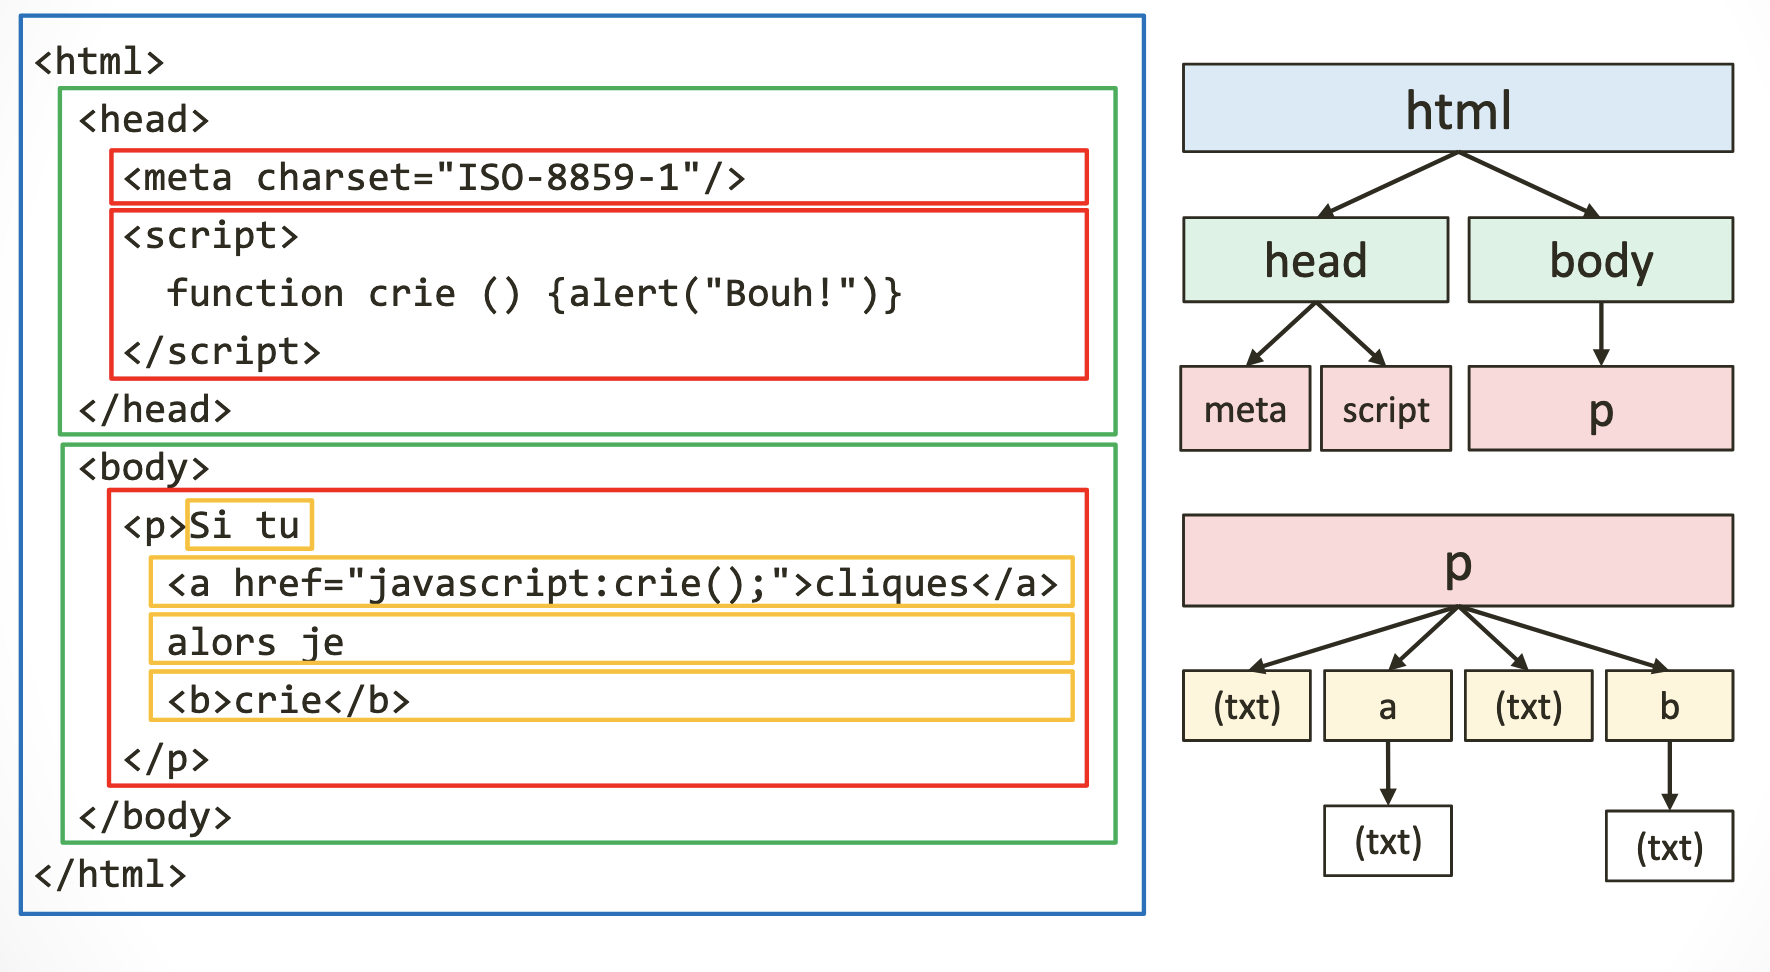 <html>
<head>
<meta charset="ISO-8859-1"/>
<script>
function crie () {alert("Bouh!")}
</script>
</head>
<body>
<p>Si tu
<a href="javascript:crie();">cliques</a>
alors je
<b>crie</b>
</p>
</body>
</html>
html
head body
meta script p
p
(txt) a (txt) b
(txt) (txt)